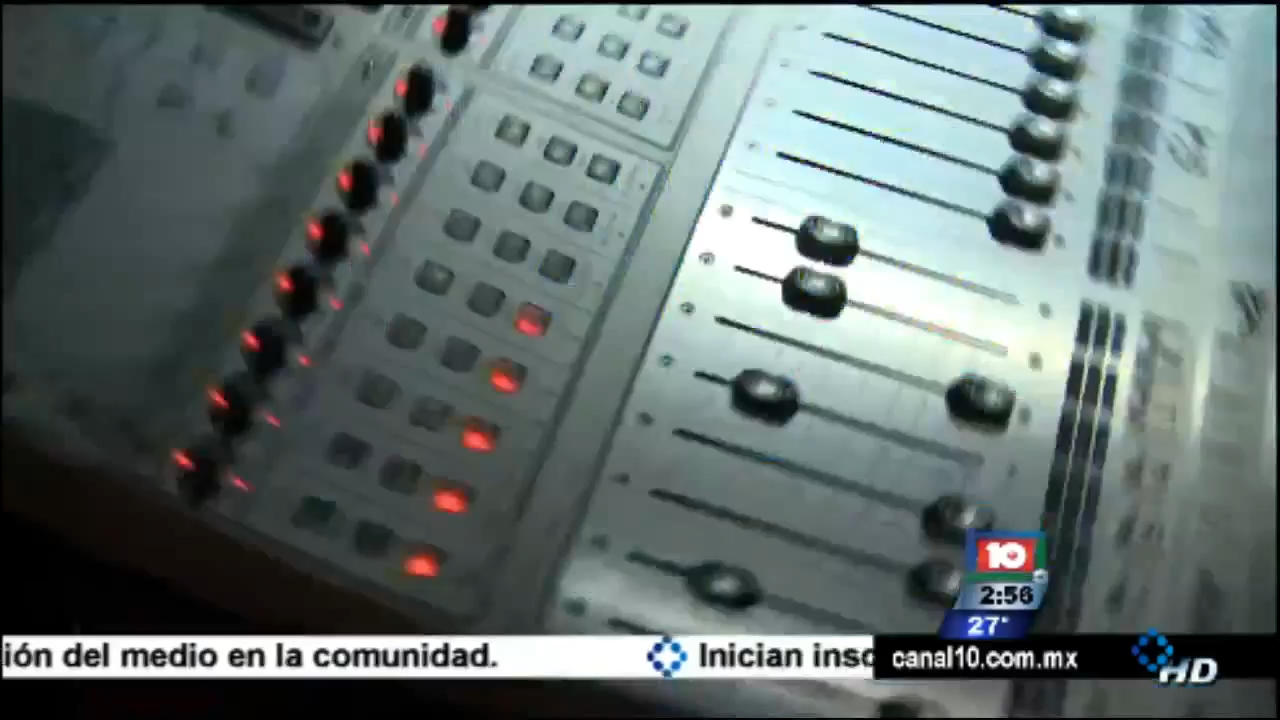 10
2:56
27°
ión del medio en la comunidad. Inician insc
canal10.com.mx
HD